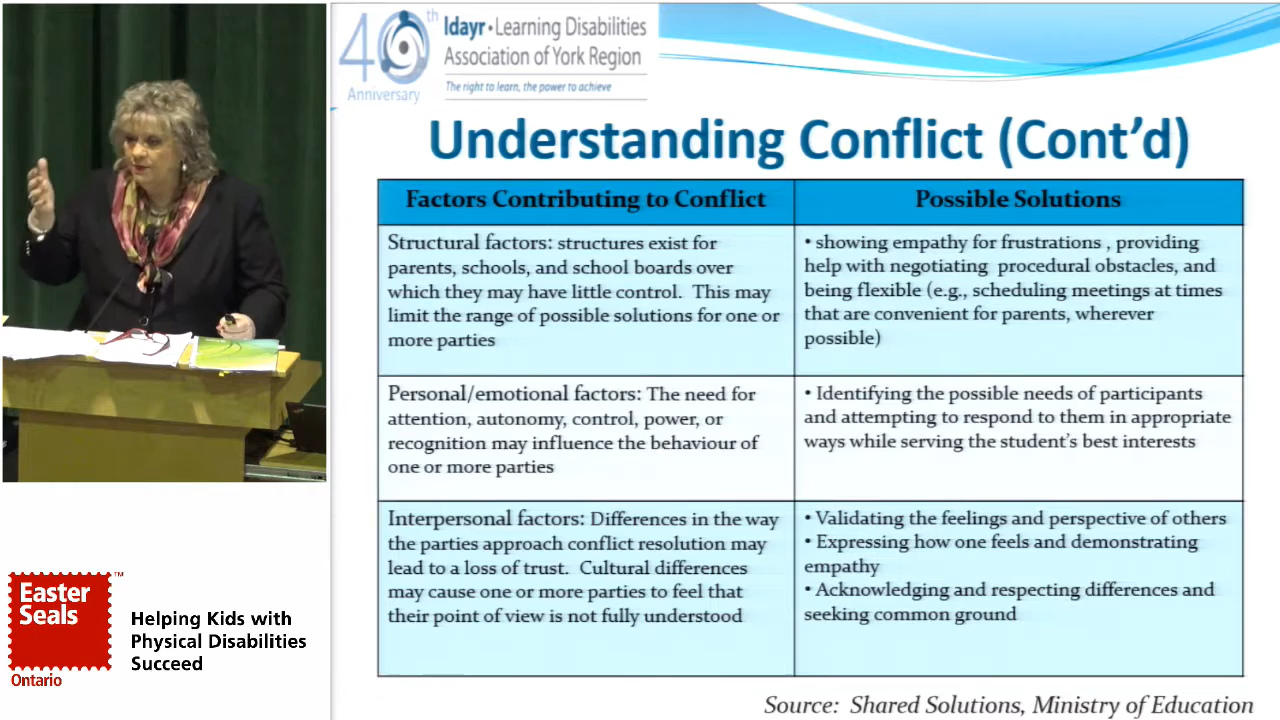 40th
Anniversary
ldayr•Learning Disabilities
Association of York Region
The right to learn, the power to achieve
Understanding Conflict (Cont'd)
Factors Contributing to Conflict
Possible Solutions
Structural factors: structures exist for
parents, schools, and school boards over
which they may have little control. This may
limit the range of possible solutions for one or
more parties
• showing empathy for frustrations , providing
help with negotiating procedural obstacles, and
being flexible (e.g., scheduling meetings at times
that are convenient for parents, wherever
possible)
Personal/emotional factors: The need for
attention, autonomy, control, power, or
recognition may influence the behaviour of
one or more parties
• Identifying the possible needs of participants
and attempting to respond to them in appropriate
ways while serving the student's best interests
Interpersonal factors: Differences in the way
the parties approach conflict resolution may
lead to a loss of trust. Cultural differences
may cause one or more parties to feel that
their point of view is not fully understood
• Validating the feelings and perspective of others
• Expressing how one feels and demonstrating
empathy
• Acknowledging and respecting differences and
seeking common ground
Source: Shared Solutions, Ministry of Education
Easter
Seals™
Ontario
Helping Kids with
Physical Disabilities
Succeed